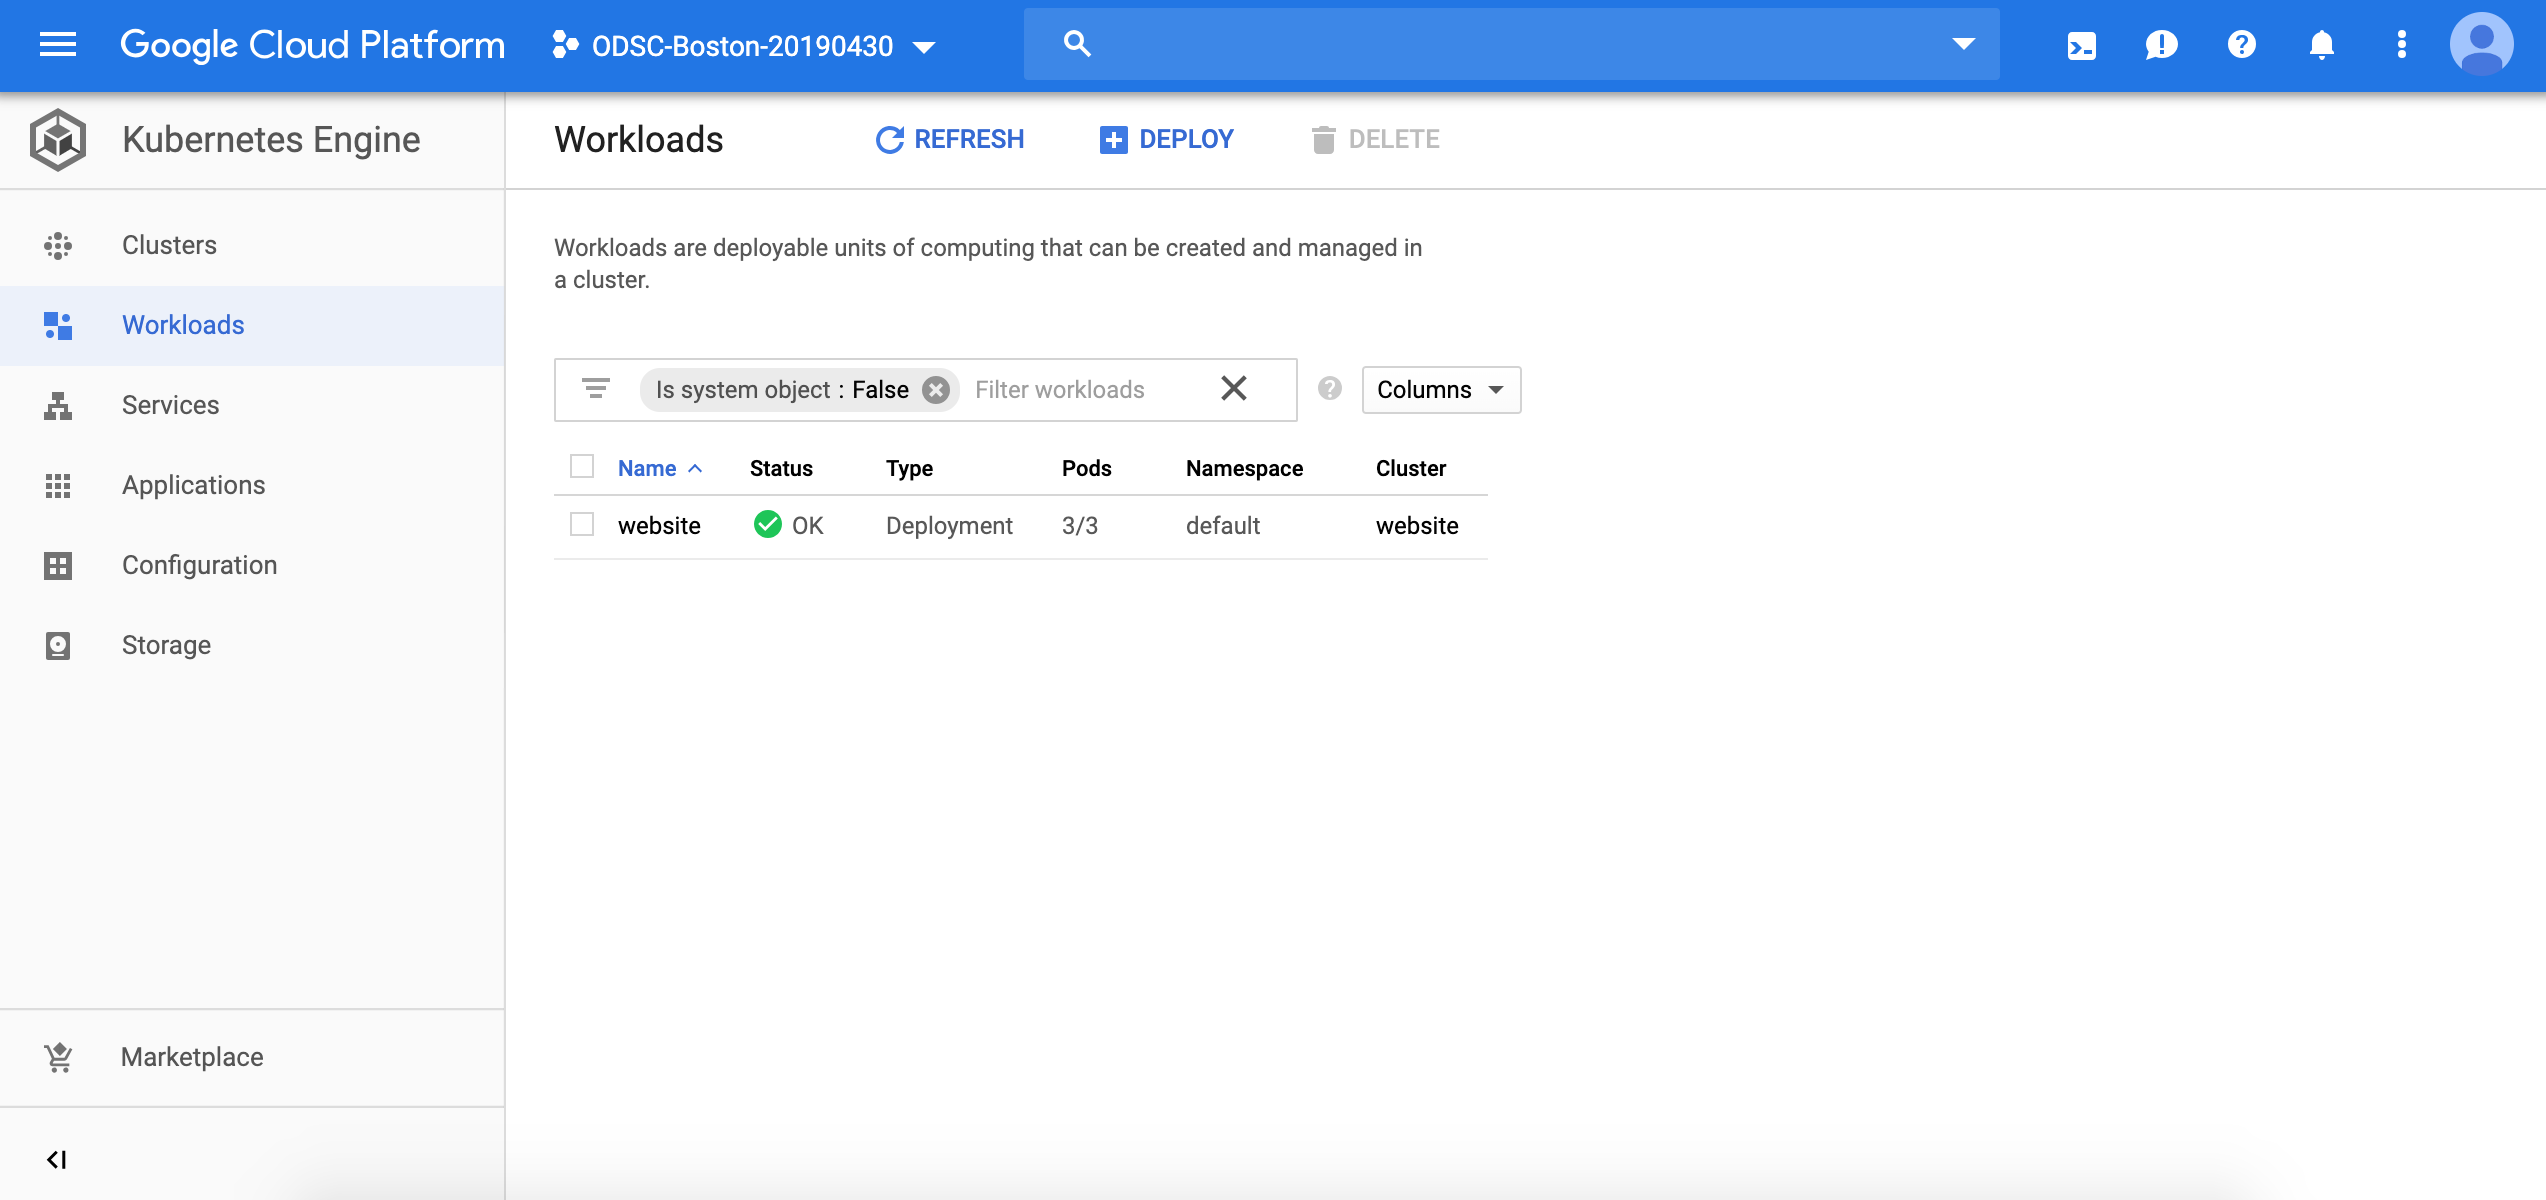 Google Cloud Platform
ODSC-Boston-20190430
Kubernetes Engine
Workloads
REFRESH
DEPLOY
DELETE
Clusters
Workloads
Services
Applications
Configuration
Storage
Marketplace
Workloads are deployable units of computing that can be created and managed in
a cluster.
Is system object : False
Filter workloads
Columns
Name Status Type Pods Namespace Cluster
website OK Deployment 3/3 default website